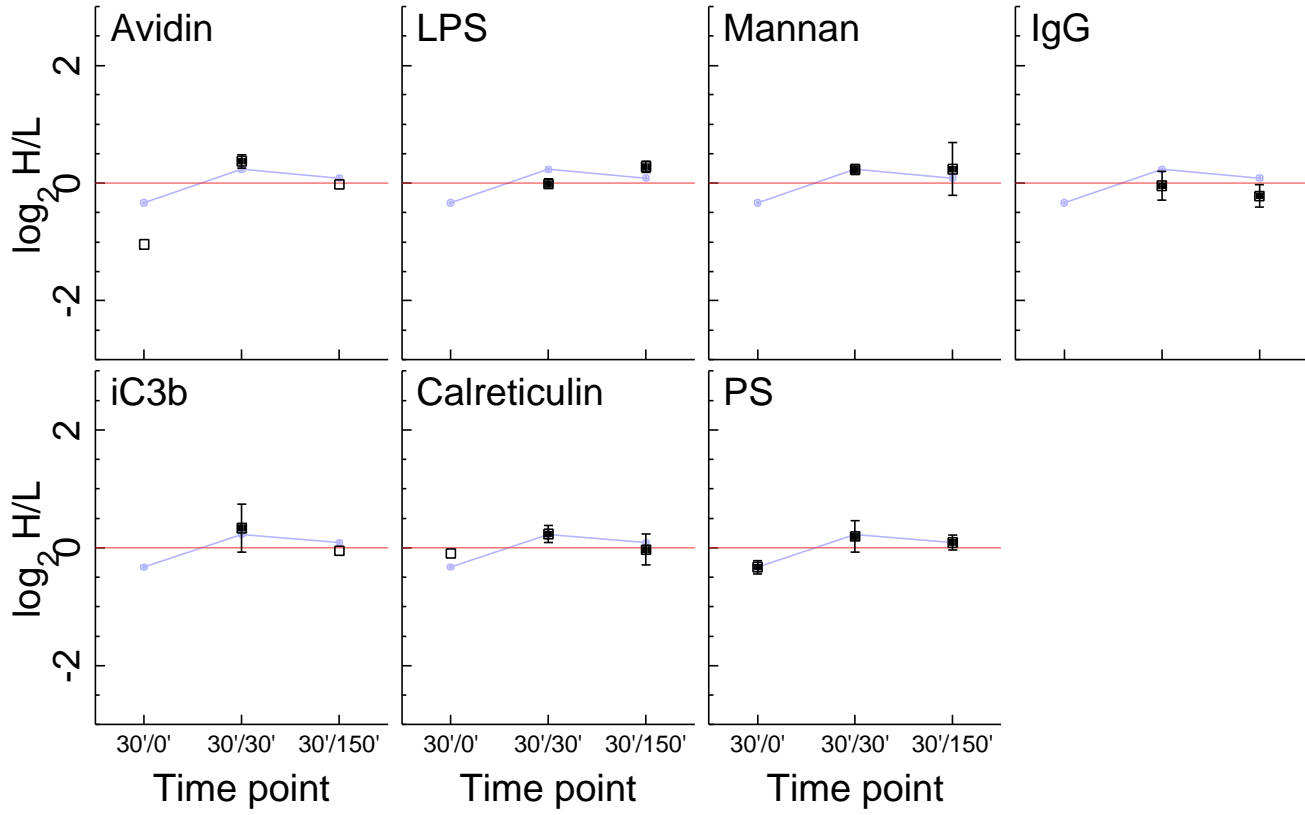 Avidin LPS Mannan IgG
2
0
-2
log2 H/L
iC3b Calreticulin PS
2
0
-2
log2 H/L
30'/0' 30'/30' 30'/150' 30'/0' 30'/30' 30'/150' 30'/0' 30'/30' 30'/150'
Time point Time point Time point